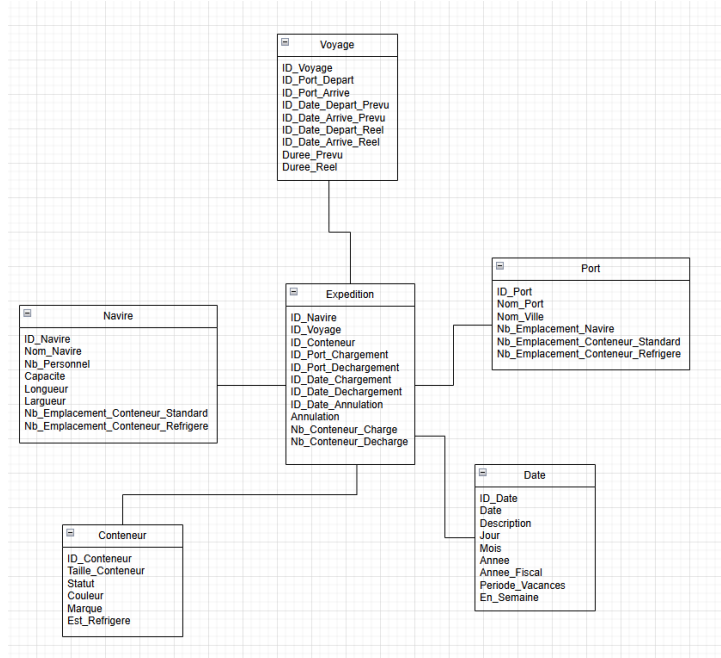 Voyage
ID_Voyage
ID_Port_Depart
ID_Port_Arrive
ID_Date_Depart_Prevu
ID_Date_Arrive_Prevu
ID_Date_Depart_Reel
ID_Date_Arrive_Reel
Duree_Prevu
Duree_Reel
Port
ID_Port
Nom_Port
Nom_Ville
Nb_Emplacement_Navire
Nb_Emplacement_Conteneur_Standard
Nb_Emplacement_Conteneur_Refrigere
Expedition
ID_Navire
ID_Voyage
ID_Conteneur
ID_Port_Chargement
ID_Port_Dechargement
ID_Date_Chargement
ID_Date_Dechargement
ID_Date_Annulation
Annulation
Nb_Conteneur_Charge
Nb_Conteneur_Decharge
Navire
ID_Navire
Nom_Navire
Nb_Personnel
Capacite
Longueur
Largueur
Nb_Emplacement_Conteneur_Standard
Nb_Emplacement_Conteneur_Refrigere
Date
ID_Date
Date
Description
Jour
Mois
Annee
Annee_Fiscal
Periode_Vacances
En_Semaine
Conteneur
ID_Conteneur
Taille_Conteneur
Statut
Couleur
Marque
Est_Refrigere